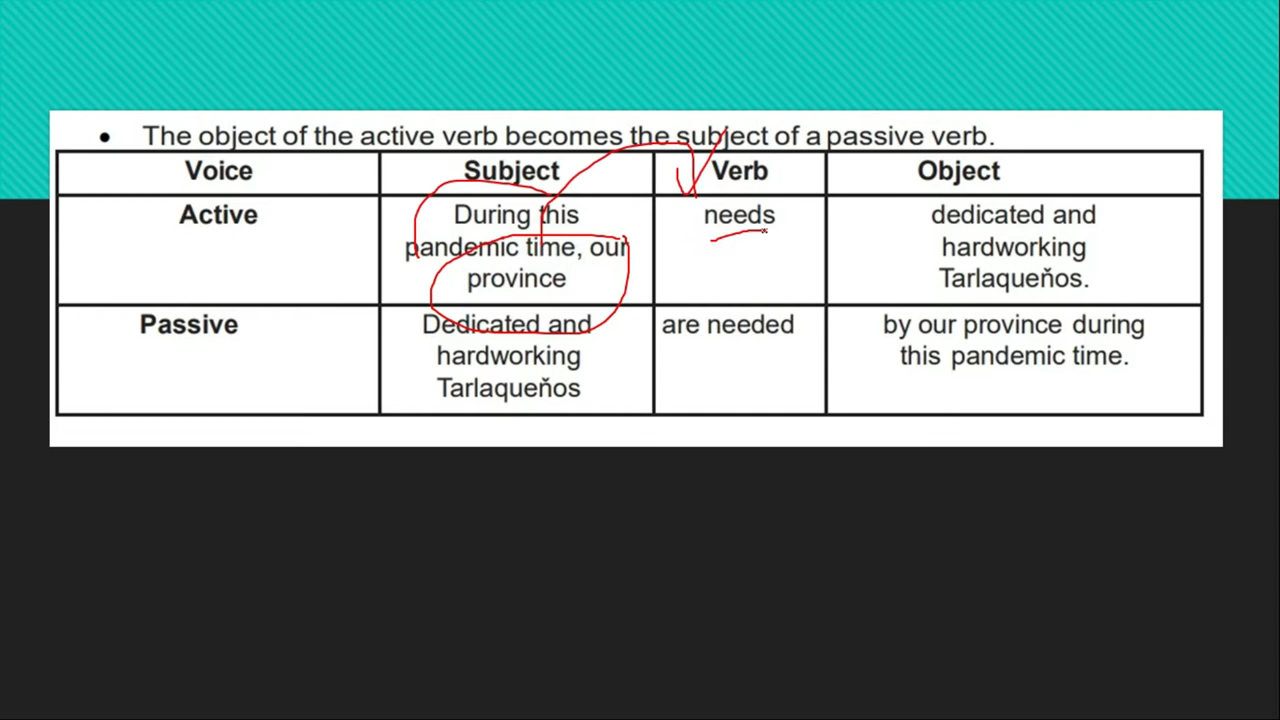 • The object of the active verb becomes the subject of a passive verb.
Voice Subject Verb Object
Active During this needs dedicated and
pandemic time, our hardworking
province Tarlaqueňos.
Passive Dedicated and are needed by our province during
hardworking this pandemic time.
Tarlaqueňos